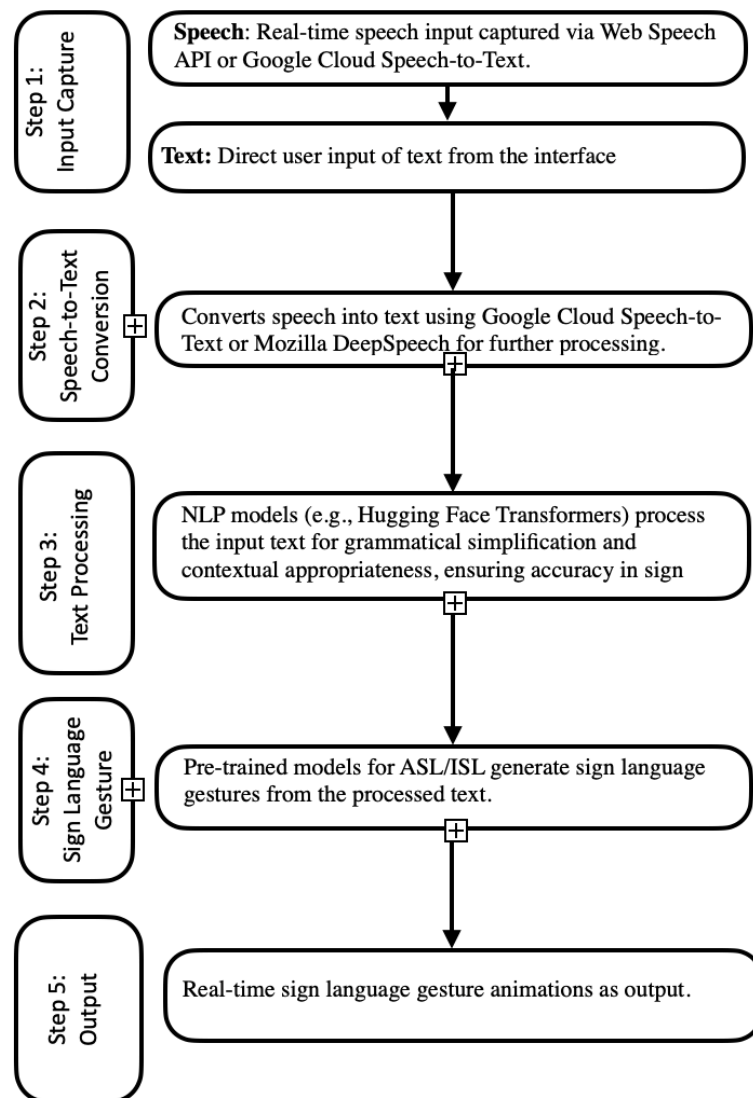 Step 1:
Input Capture
Speech: Real-time speech input captured via Web Speech
API or Google Cloud Speech-to-Text.
Text: Direct user input of text from the interface
Step 2:
Speech-to-Text
Conversion
Converts speech into text using Google Cloud Speech-to-
Text or Mozilla DeepSpeech for further processing.
Step 3:
Text Processing
NLP models (e.g., Hugging Face Transformers) process
the input text for grammatical simplification and
contextual appropriateness, ensuring accuracy in sign
Step 4:
Sign Language
Gesture
Pre-trained models for ASL/ISL generate sign language
gestures from the processed text.
Step 5:
Output
Real-time sign language gesture animations as output.